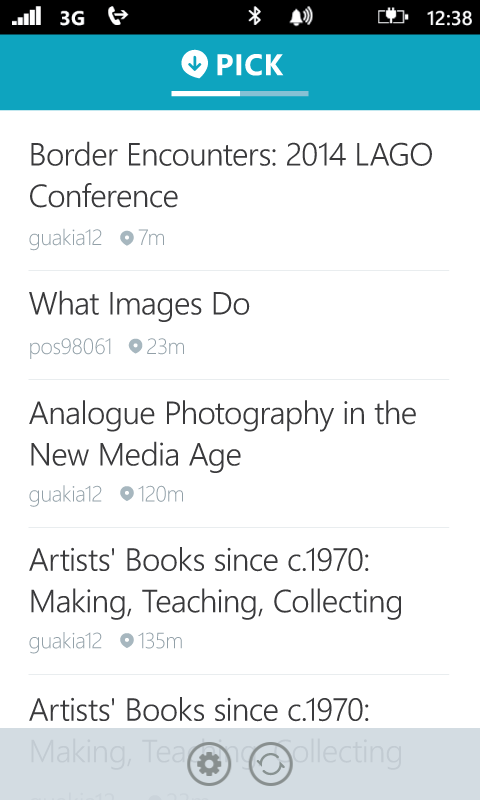 3G 12:38
PICK
Border Encounters: 2014 LAGO
Conference
guakia12 7m
What Images Do
pos98061 23m
Analogue Photography in the
New Media Age
guakia12 120m
Artists' Books since c.1970:
Making, Teaching, Collecting
guakia12 135m
Artists' Books since c.1970:
Making, Teaching, Collecting